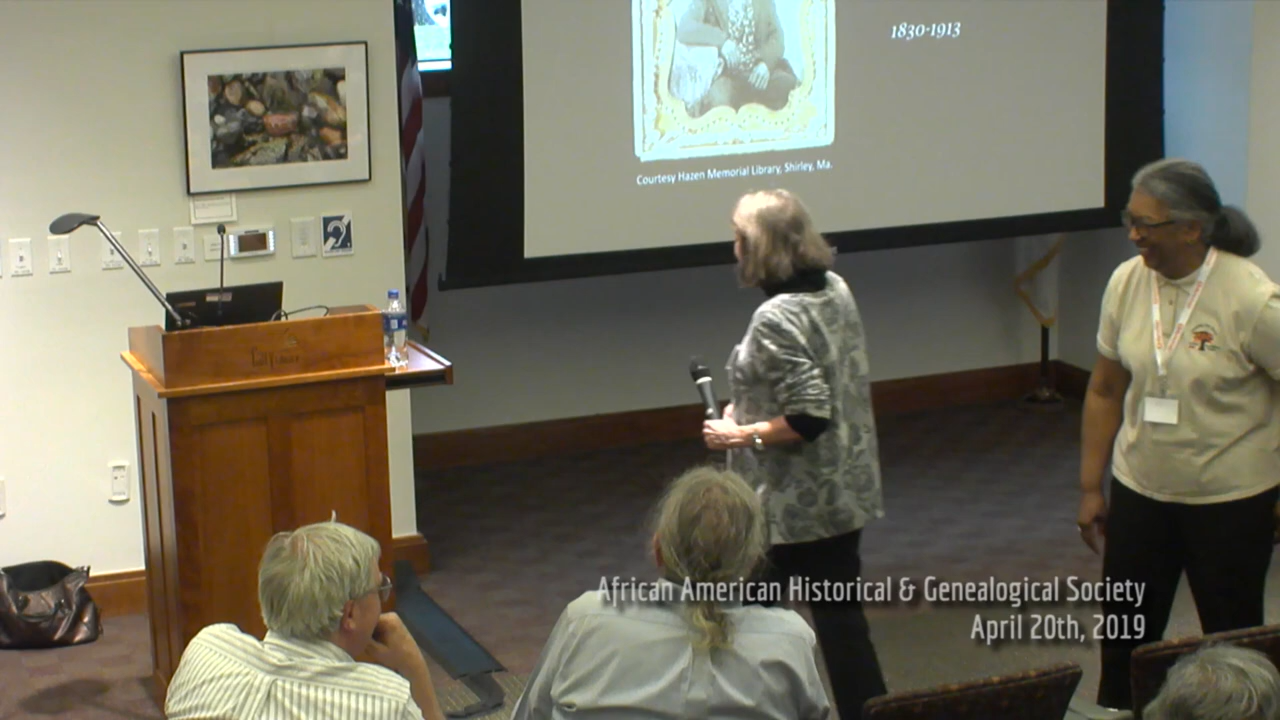 1830-1913
Courtesy Hazen Memorial Library, Shirley, Ma.
African American Historical & Genealogical Society
April 20th, 2019